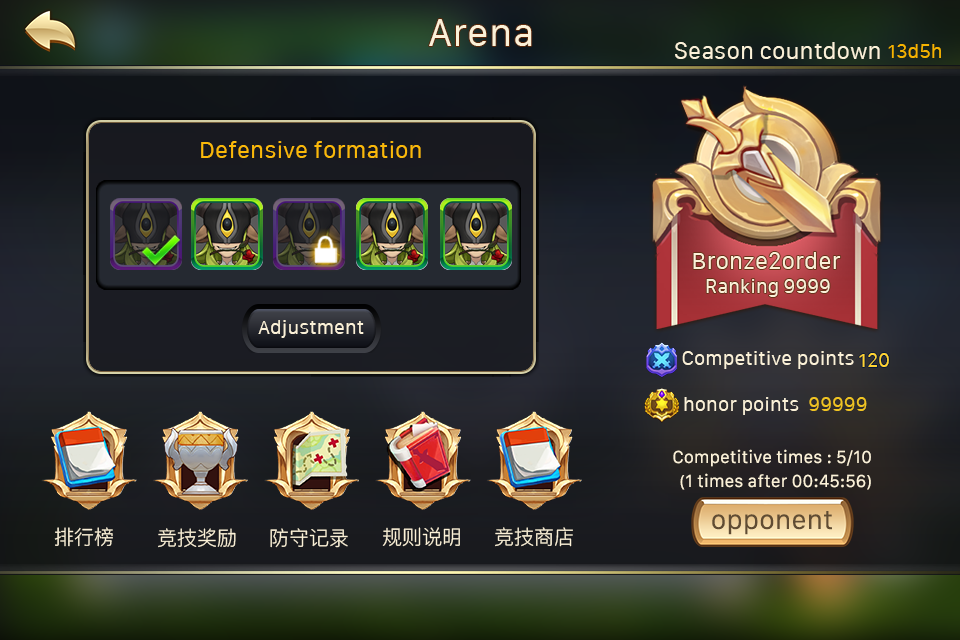 Arena
Season countdown 13d5h
Defensive formation
Adjustment
Bronze2order
Ranking 9999
Competitive points 120
honor points 99999
Competitive times : 5/10
(1 times after 00:45:56)
opponent
排行榜
竞技奖励
防守记录
规则说明
竞技商店